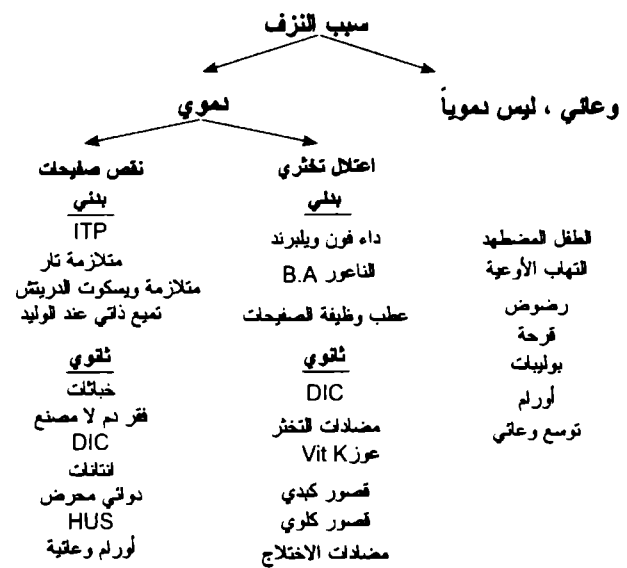 سبب النزف
وعائي ، ليس دموياً
دموي
اعتلال تخثري
بدئي
داء فون ويلبرند
الناعور B.A
عطب وظيفة الصفيحات
ثانوي
DIC
مضادات التخثر
عوز Vit K
قصور كبدي
قصور كلوي
مضادات الاختلاج
نقص صفيحات
بدئي
ITP
متلازمة تار
متلازمة ويسكوت الدريتش
تميع ذاتي عند الوليد
ثانوي
خباثات
فقر دم لا مصنع
DIC
انتانات
دوائي محرض
HUS
أورام وعائية
الطفل المضطهد
التهاب الأوعية
رضوض
قرحة
بوليبات
أورام
توسع وعائي